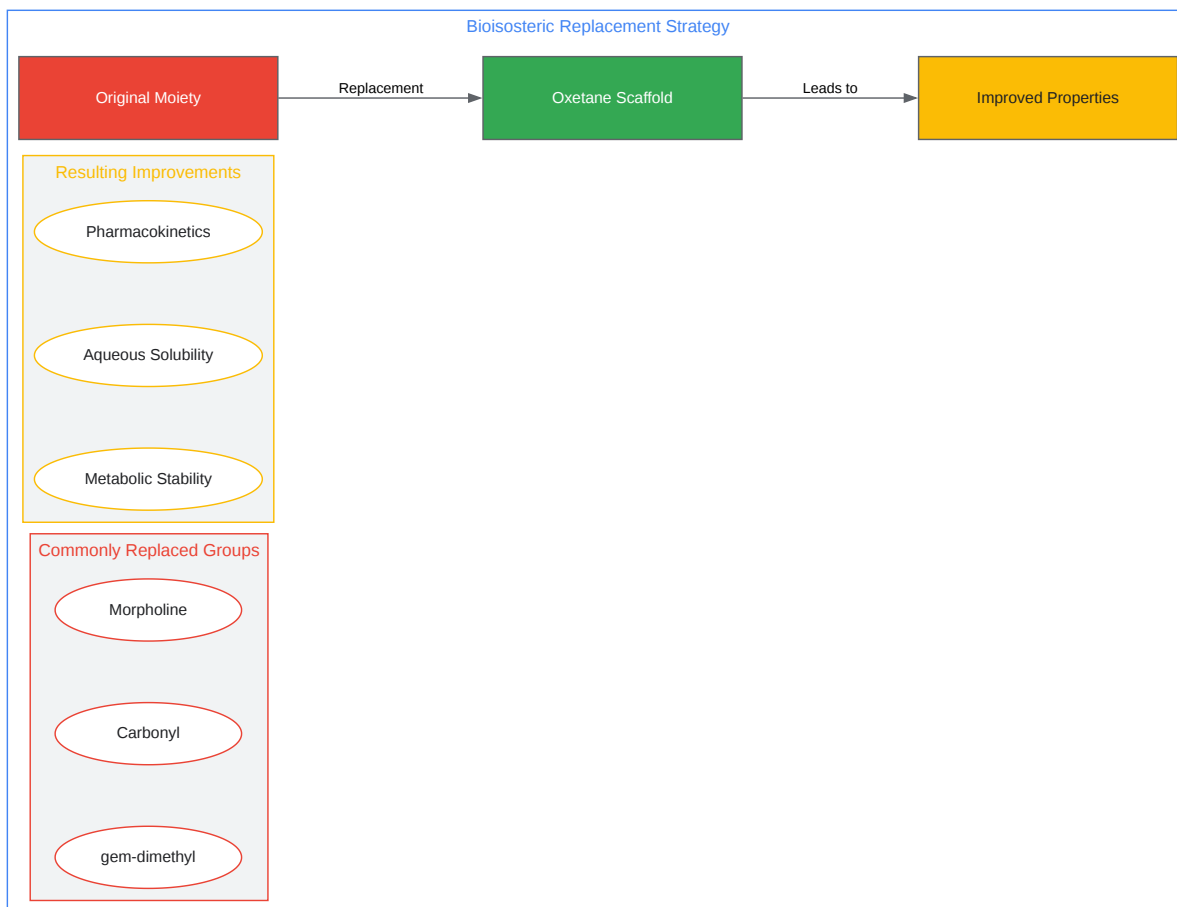 Bioisosteric Replacement Strategy
Original Moiety
Replacement
Oxetane Scaffold
Leads to
Improved Properties
Resulting Improvements
Pharmacokinetics
Aqueous Solubility
Metabolic Stability
Commonly Replaced Groups
Morpholine
Carbonyl
gem-dimethyl